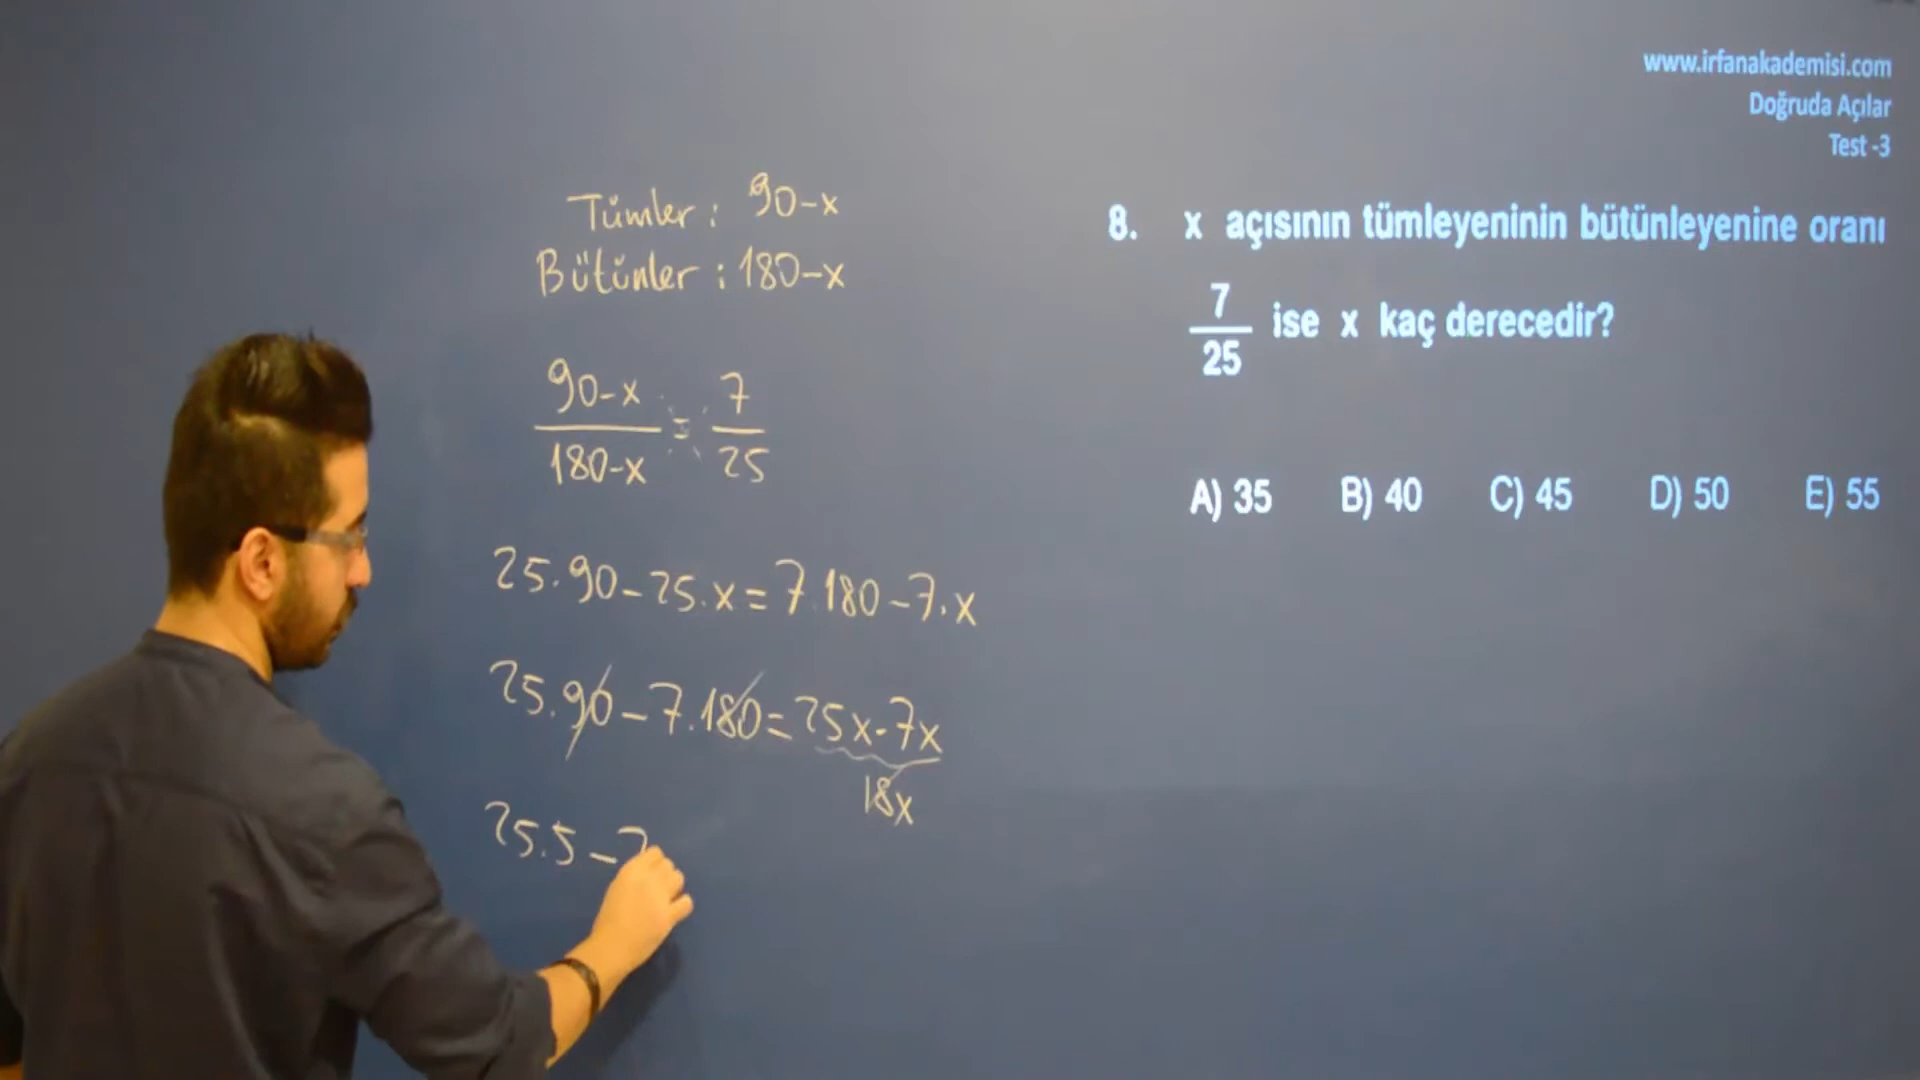 www.irfanakademisi.com
Doğruda Açılar
Test -3
8. x açısının tümleyeninin bütünleyenine oranı
7
25
ise x kaç derecedir?
A) 35 B) 40 C) 45 D) 50 E) 55
Tümler : 90-x
Bütünler : 180-x
90-x
180-x
=
7
25
25.90-25.x=7.180-7.x
25.90-7.180=25x-7x
18x
25.5-7